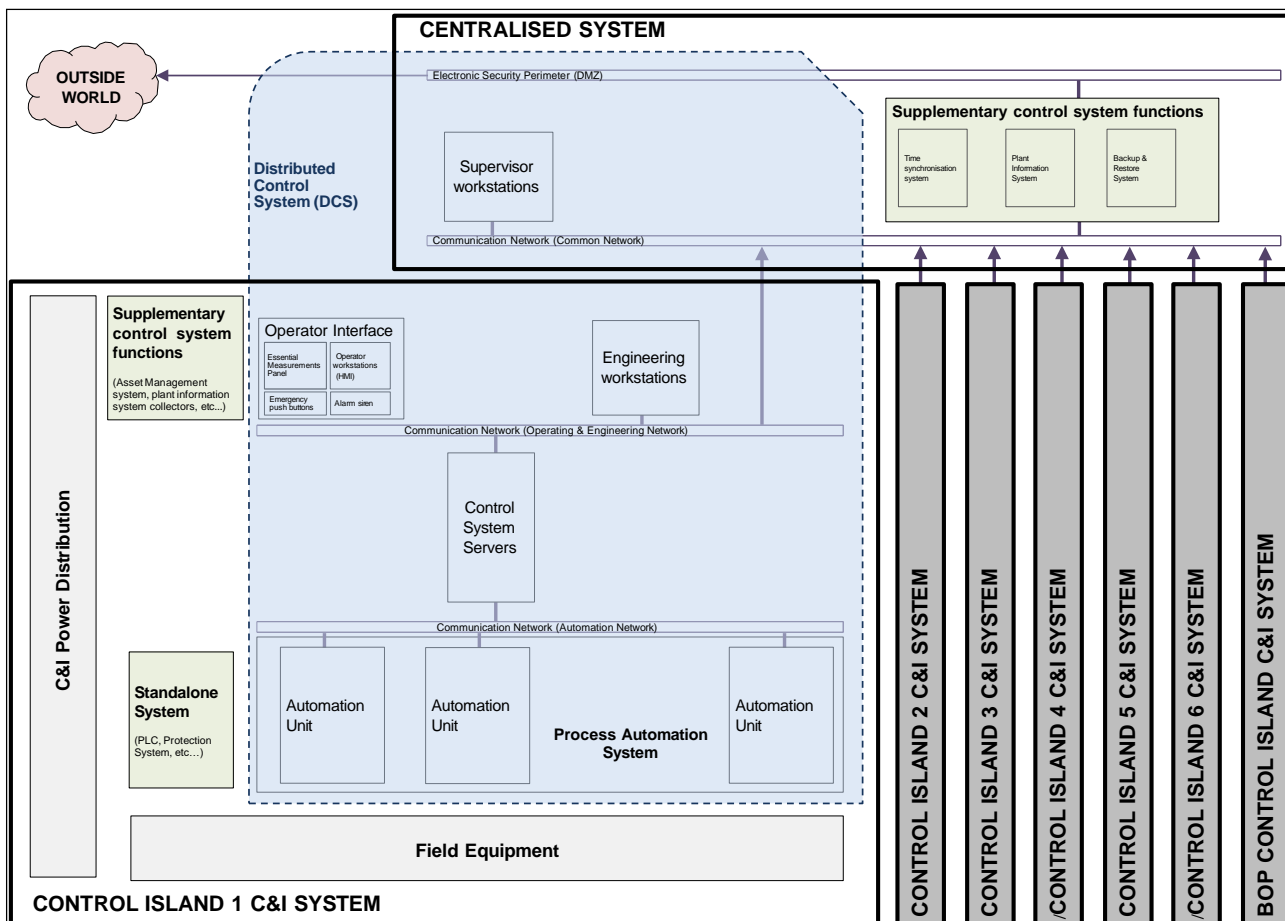 CENTRALISED SYSTEM
OUTSIDE
WORLD
Electronic Security Perimeter (DMZ)
Supplementary control system functions
Time
synchronisation
system
Plant
Information
System
Backup &
Restore
System
Distributed
Control
System (DCS)
Supervisor
workstations
Communication Network (Common Network)
Supplementary
control system
functions
(Asset Management
system, plant information
system collectors, etc...)
Operator Interface
Essential
Measurements
Panel
Operator
workstations
(HMI)
Emergency
push buttons
Alarm siren
Engineering
workstations
Communication Network (Operating & Engineering Network)
Control
System
Servers
Communication Network (Automation Network)
C&I Power Distribution
Standalone
System
(PLC, Protection
System, etc…)
Automation
Unit
Automation
Unit
Automation
Unit
Process Automation
System
Field Equipment
CONTROL ISLAND 1 C&I SYSTEM
CONTROL ISLAND 2 C&I SYSTEM
CONTROL ISLAND 3 C&I SYSTEM
/CONTROL ISLAND 4 C&I SYSTEM
CONTROL ISLAND 5 C&I SYSTEM
/CONTROL ISLAND 6 C&I SYSTEM
BOP CONTROL ISLAND C&I SYSTEM